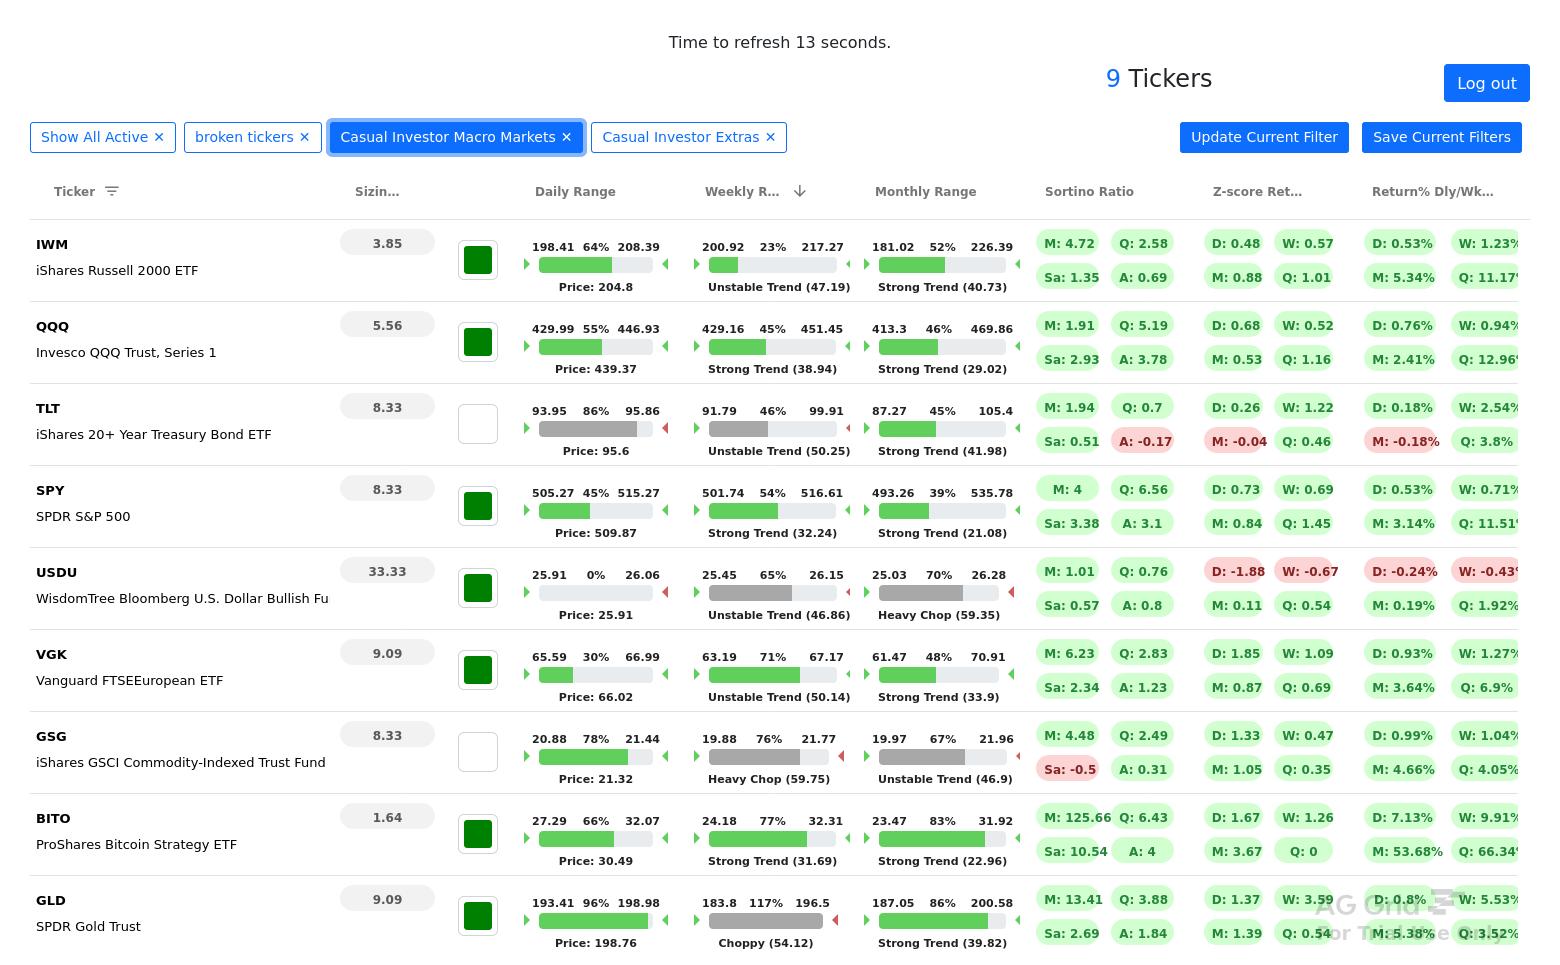 Time to refresh 13 seconds.
9 Tickers
Log out
Show All Active ✕ broken tickers ✕ Casual Investor Macro Markets ✕ Casual Investor Extras ✕ Update Current Filter Save Current Filters
Ticker Sizin... Daily Range Weekly R... Monthly Range Sortino Ratio Z-score Ret... Return% Dly/Wk...
IWM 3.85 198.41 64% 208.39 200.92 23% 217.27 181.02 52% 226.39 M: 4.72 Q: 2.58 D: 0.48 W: 0.57 D: 0.53% W: 1.23%
iShares Russell 2000 ETF Price: 204.8 Unstable Trend (47.19) Strong Trend (40.73) Sa: 1.35 A: 0.69 M: 0.88 Q: 1.01 M: 5.34% Q: 11.17%
QQQ 5.56 429.99 55% 446.93 429.16 45% 451.45 413.3 46% 469.86 M: 1.91 Q: 5.19 D: 0.68 W: 0.52 D: 0.76% W: 0.94%
Invesco QQQ Trust, Series 1 Price: 439.37 Strong Trend (38.94) Strong Trend (29.02) Sa: 2.93 A: 3.78 M: 0.53 Q: 1.16 M: 2.41% Q: 12.96%
TLT 8.33 93.95 86% 95.86 91.79 46% 99.91 87.27 45% 105.4 M: 1.94 Q: 0.7 D: 0.26 W: 1.22 D: 0.18% W: 2.54%
iShares 20+ Year Treasury Bond ETF Price: 95.6 Unstable Trend (50.25) Strong Trend (41.98) Sa: 0.51 A: -0.17 M: -0.04 Q: 0.46 M: -0.18% Q: 3.8%
SPY 8.33 505.27 45% 515.27 501.74 54% 516.61 493.26 39% 535.78 M: 4 Q: 6.56 D: 0.73 W: 0.69 D: 0.53% W: 0.71%
SPDR S&P 500 Price: 509.87 Strong Trend (32.24) Strong Trend (21.08) Sa: 3.38 A: 3.1 M: 0.84 Q: 1.45 M: 3.14% Q: 11.51%
USDU 33.33 25.91 0% 26.06 25.45 65% 26.15 25.03 70% 26.28 M: 1.01 Q: 0.76 D: -1.88 W: -0.67 D: -0.24% W: -0.43%
WisdomTree Bloomberg U.S. Dollar Bullish Fu Price: 25.91 Unstable Trend (46.86) Heavy Chop (59.35) Sa: 0.57 A: 0.8 M: 0.11 Q: 0.54 M: 0.19% Q: 1.92%
VGK 9.09 65.59 30% 66.99 63.19 71% 67.17 61.47 48% 70.91 M: 6.23 Q: 2.83 D: 1.85 W: 1.09 D: 0.93% W: 1.27%
Vanguard FTSEEuropean ETF Price: 66.02 Unstable Trend (50.14) Strong Trend (33.9) Sa: 2.34 A: 1.23 M: 0.87 Q: 0.69 M: 3.64% Q: 6.9%
GSG 8.33 20.88 78% 21.44 19.88 76% 21.77 19.97 67% 21.96 M: 4.48 Q: 2.49 D: 1.33 W: 0.47 D: 0.99% W: 1.04%
iShares GSCI Commodity-Indexed Trust Fund Price: 21.32 Heavy Chop (59.75) Unstable Trend (46.9) Sa: -0.5 A: 0.31 M: 1.05 Q: 0.35 M: 4.66% Q: 4.05%
BITO 1.64 27.29 66% 32.07 24.18 77% 32.31 23.47 83% 31.92 M: 125.66 Q: 6.43 D: 1.67 W: 1.26 D: 7.13% W: 9.91%
ProShares Bitcoin Strategy ETF Price: 30.49 Strong Trend (31.69) Strong Trend (22.96) Sa: 10.54 A: 4 M: 3.67 Q: 0 M: 53.68% Q: 66.34%
GLD 9.09 193.41 96% 198.98 183.8 117% 196.5 187.05 86% 200.58 M: 13.41 Q: 3.88 D: 1.37 W: 3.59 D: 0.8% W: 5.53%
SPDR Gold Trust Price: 198.76 Choppy (54.12) Strong Trend (39.82) Sa: 2.69 A: 1.84 M: 1.39 Q: 0.54 M: 5.38% Q: 3.52%
AG Grid
For Trial Use Only